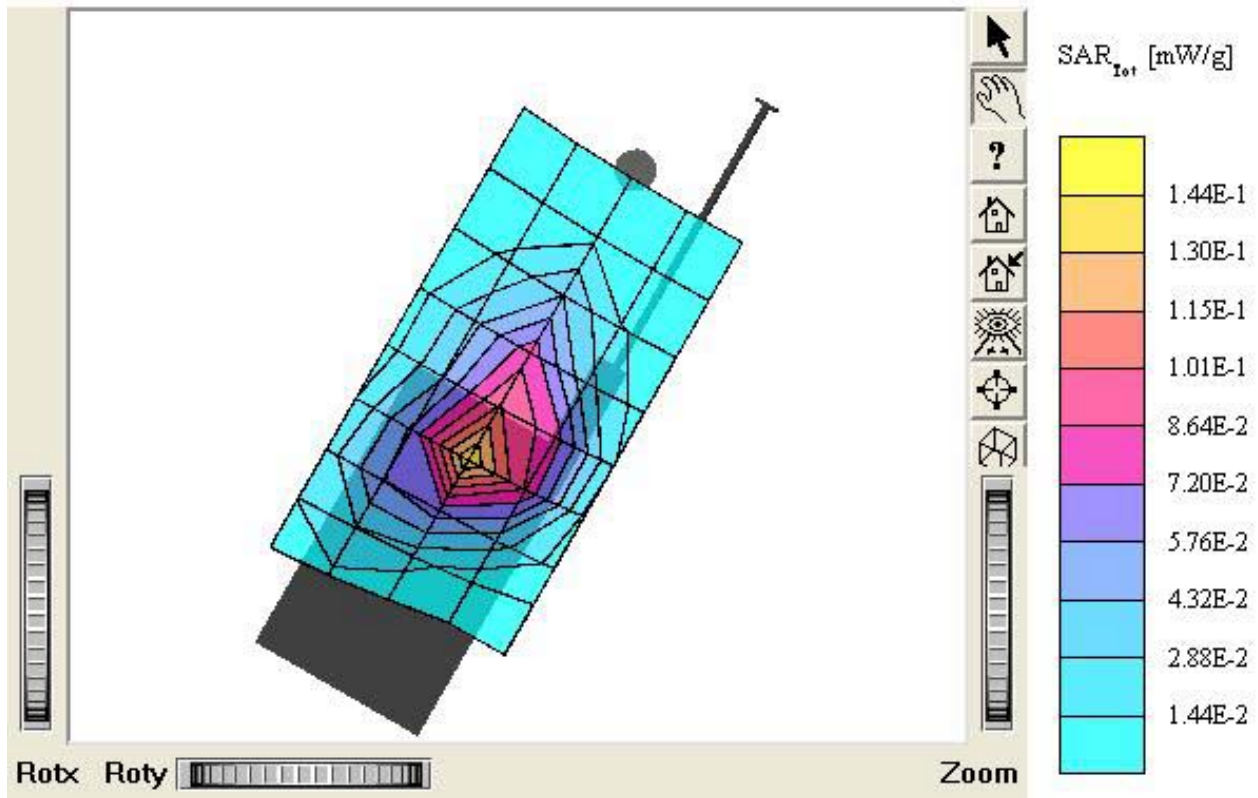 SAR_Tot [mW/g]
?
1.44E-1
1.30E-1
1.15E-1
1.01E-1
8.64E-2
7.20E-2
5.76E-2
4.32E-2
2.88E-2
1.44E-2
Rotx Roty Zoom